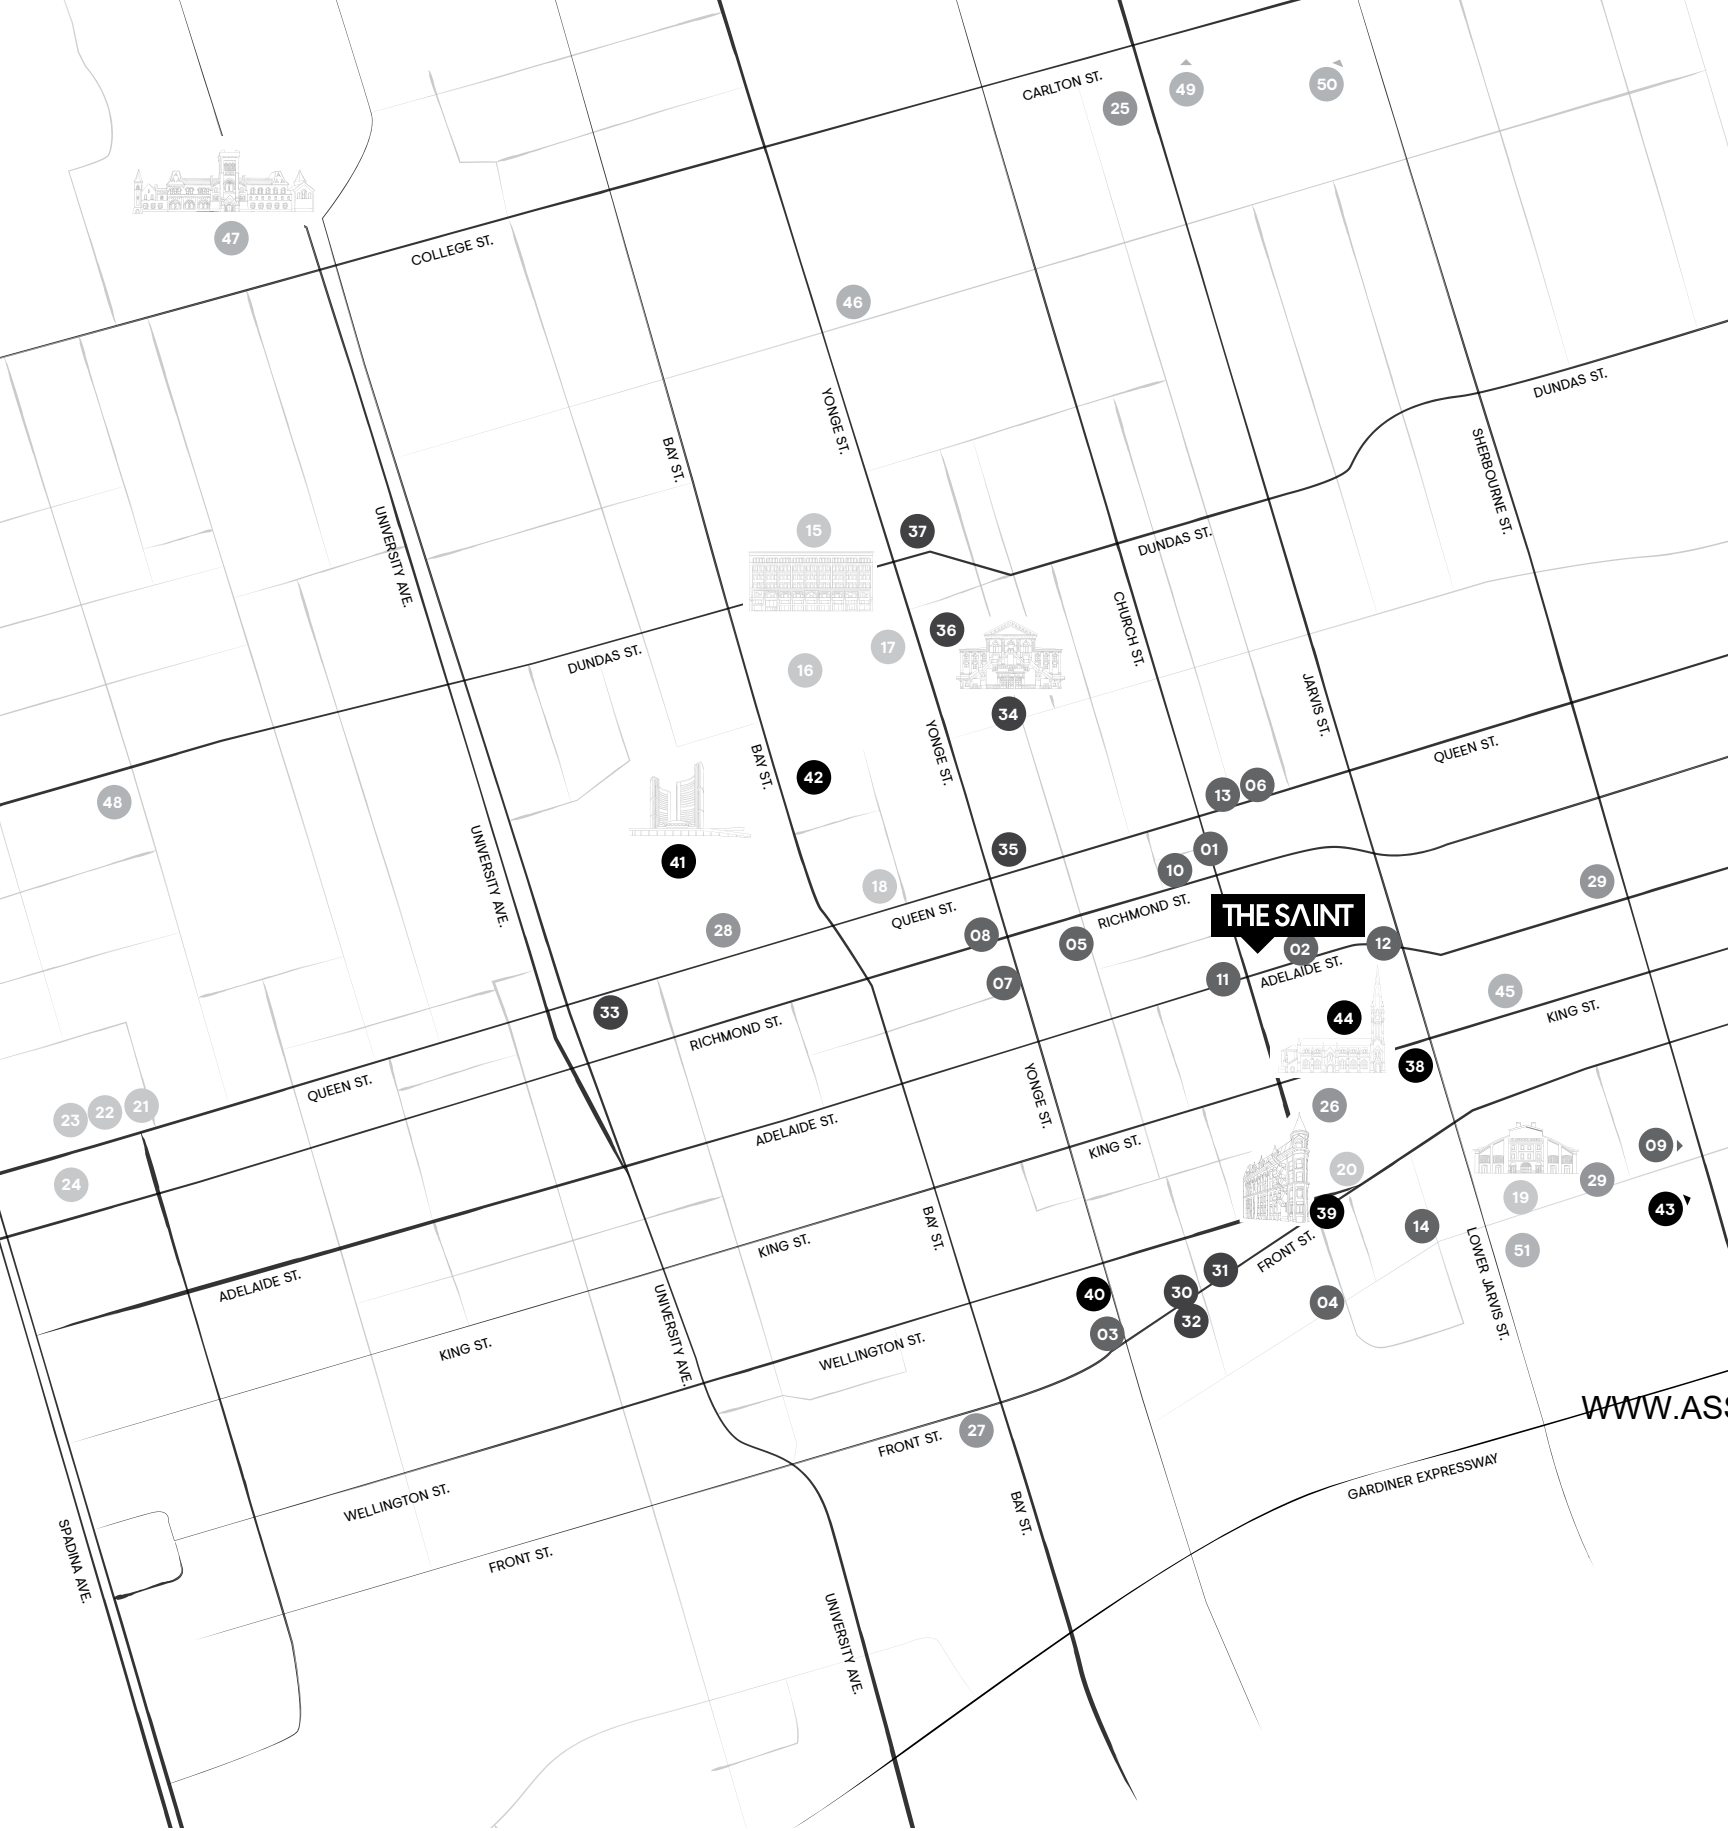 CARLTON ST.
49
50
25
47
COLLEGE ST.
46
DUNDAS ST.
YONGE ST.
BAY ST.
SHERBOURNE ST.
UNIVERSITY AVE.
15
37
DUNDAS ST.
CHURCH ST.
36
17
DUNDAS ST.
16
JARVIS ST.
34
YONGE ST.
QUEEN ST.
BAY ST.
42
13
06
48
UNIVERSITY AVE.
35
01
41
10
18
29
RICHMOND ST.
QUEEN ST.
THE SAINT
28
08
05
02
12
ADELAIDE ST.
11
07
45
33
KING ST.
44
RICHMOND ST.
38
QUEEN ST.
YONGE ST.
26
23
22
21
ADELAIDE ST.
KING ST.
09
20
24
29
19
43
39
14
BAY ST.
KING ST.
FRONT ST.
51
31
LOWER JARVIS ST.
ADELAIDE ST.
40
30
04
32
03
UNIVERSITY AVE.
KING ST.
WELLINGTON ST.
WWW.ASS
27
FRONT ST.
GARDINER EXPRESSWAY
WELLINGTON ST.
BAY ST.
SPADINA AVE.
FRONT ST.
UNIVERSITY AVE.